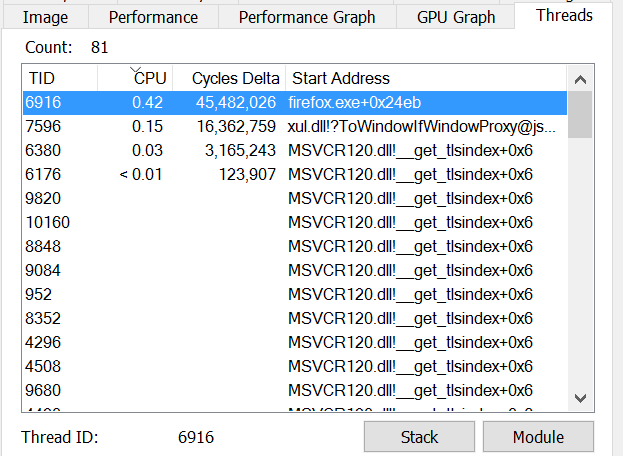 Image Performance Performance Graph GPU Graph Threads
Count: 81
TID CPU Cycles Delta Start Address
6916 0.42 45,482,026 firefox.exe+0x24eb
7596 0.15 16,362,759 xul.dll!?ToWindowIfWindowProxy@js...
6380 0.03 3,165,243 MSVCR120.dll!__get_tlsindex+0x6
6176 < 0.01 123,907 MSVCR120.dll!__get_tlsindex+0x6
9820 MSVCR120.dll!__get_tlsindex+0x6
10160 MSVCR120.dll!__get_tlsindex+0x6
8848 MSVCR120.dll!__get_tlsindex+0x6
9084 MSVCR120.dll!__get_tlsindex+0x6
952 MSVCR120.dll!__get_tlsindex+0x6
8352 MSVCR120.dll!__get_tlsindex+0x6
4296 MSVCR120.dll!__get_tlsindex+0x6
4508 MSVCR120.dll!__get_tlsindex+0x6
9680 MSVCR120.dll!__get_tlsindex+0x6
MSVCR120.dll!__get_tlsindex+0x6
Thread ID: 6916 Stack Module